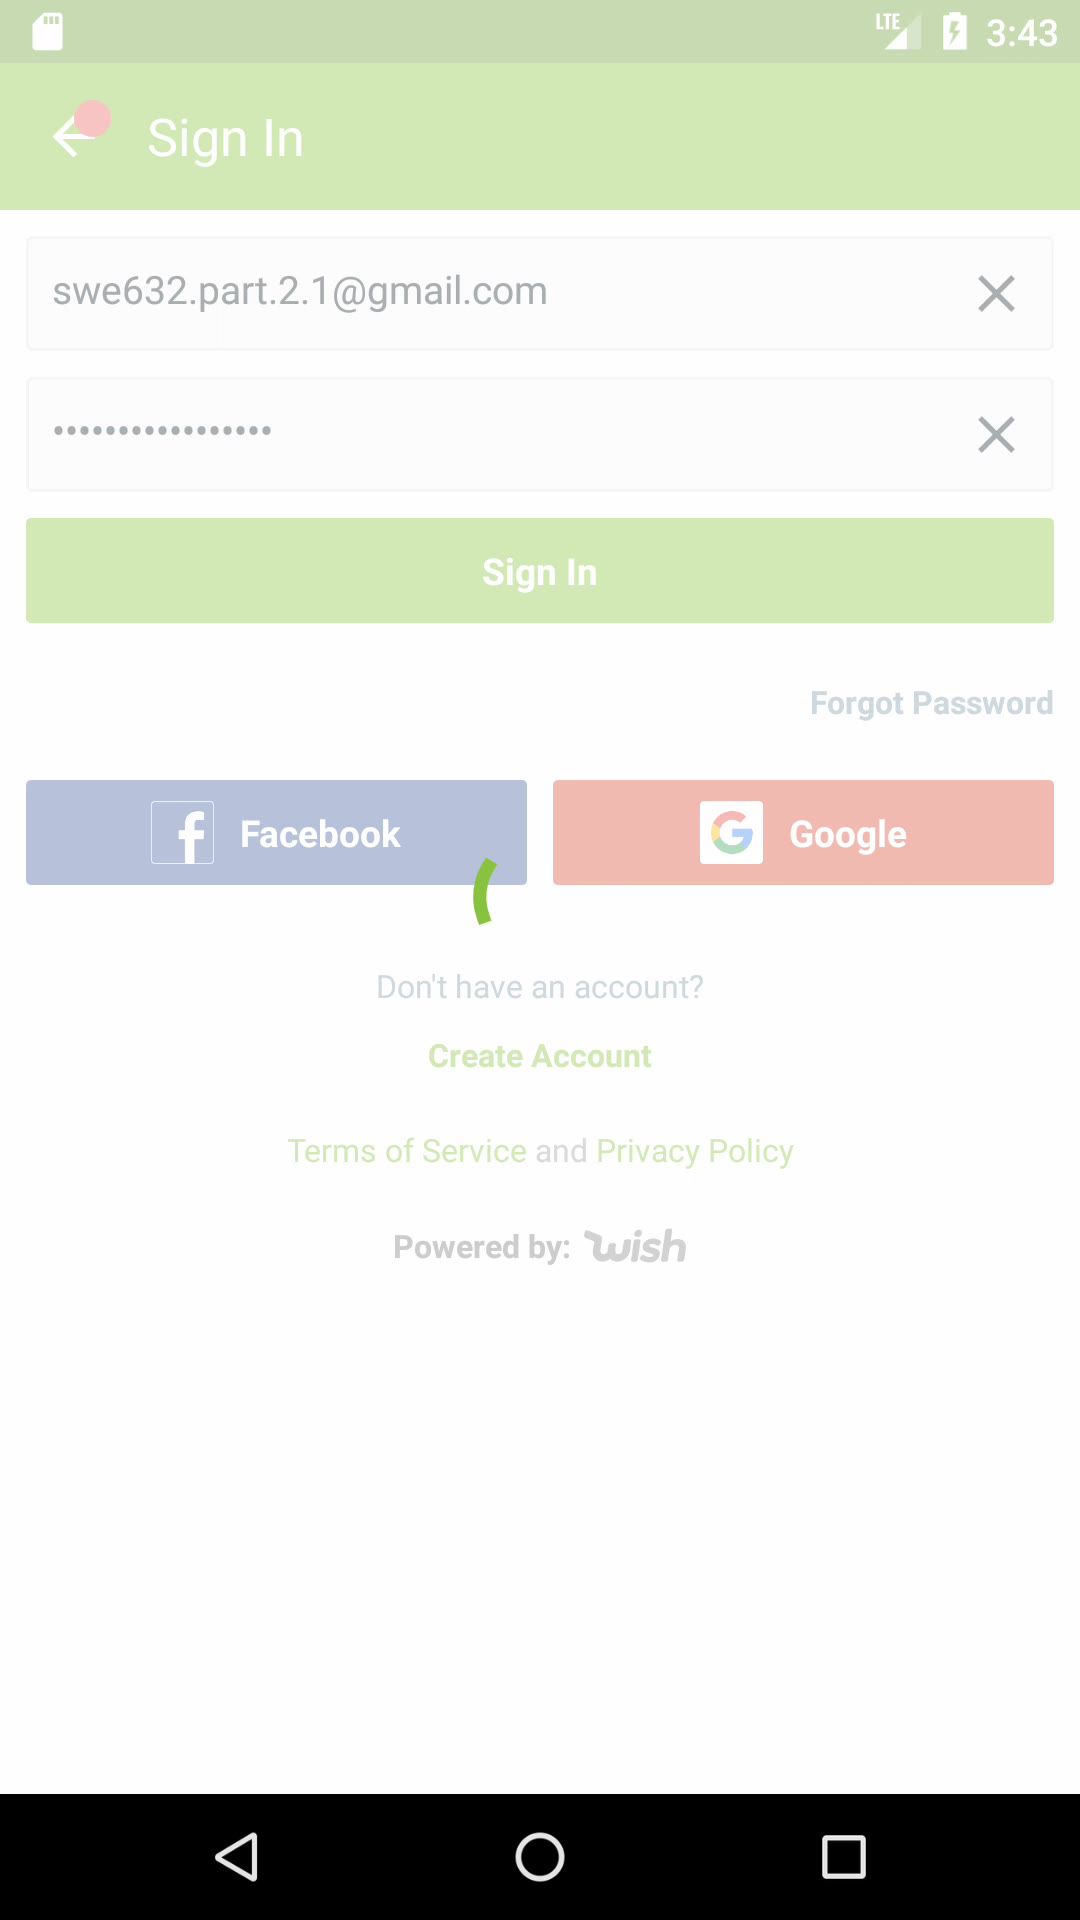 LTE 3:43
Sign In
swe632.part.2.1@gmail.com
•••••••••••••••••
Sign In
Forgot Password
Facebook
Google
Don't have an account?
Create Account
Terms of Service and Privacy Policy
Powered by: wish